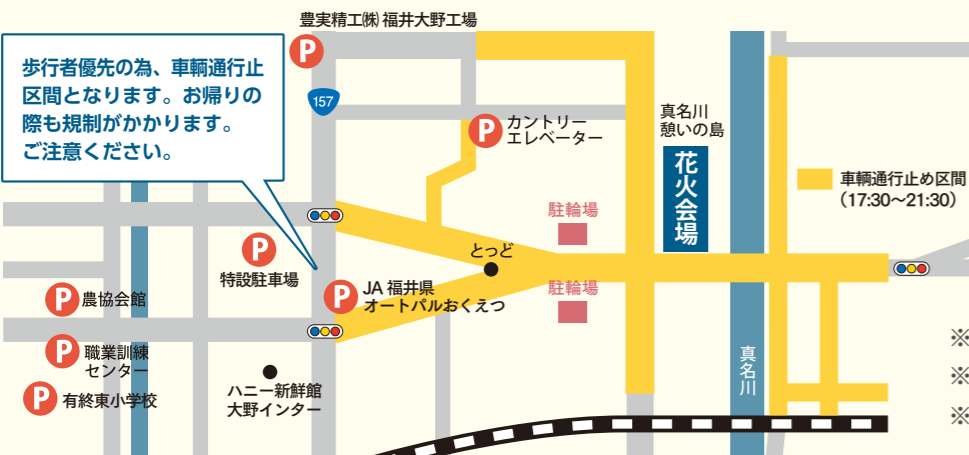 豊実精工㈱ 福井大野工場
P
歩行者優先の為、車輌通行止
区間となります。お帰りの
際も規制がかかります。
ご注意ください。
157
P
カントリー
エレベーター
真名川
憩いの島
花火会場
車輌通行止め区間
(17:30〜21:30)
駐輪場
P
特設駐車場
とっど
P
農協会館
P
JA 福井県
オートパルおくえつ
駐輪場
P
職業訓練
センター
P
有終東小学校
ハニー新鮮館
大野インター
真名川
※
※
※